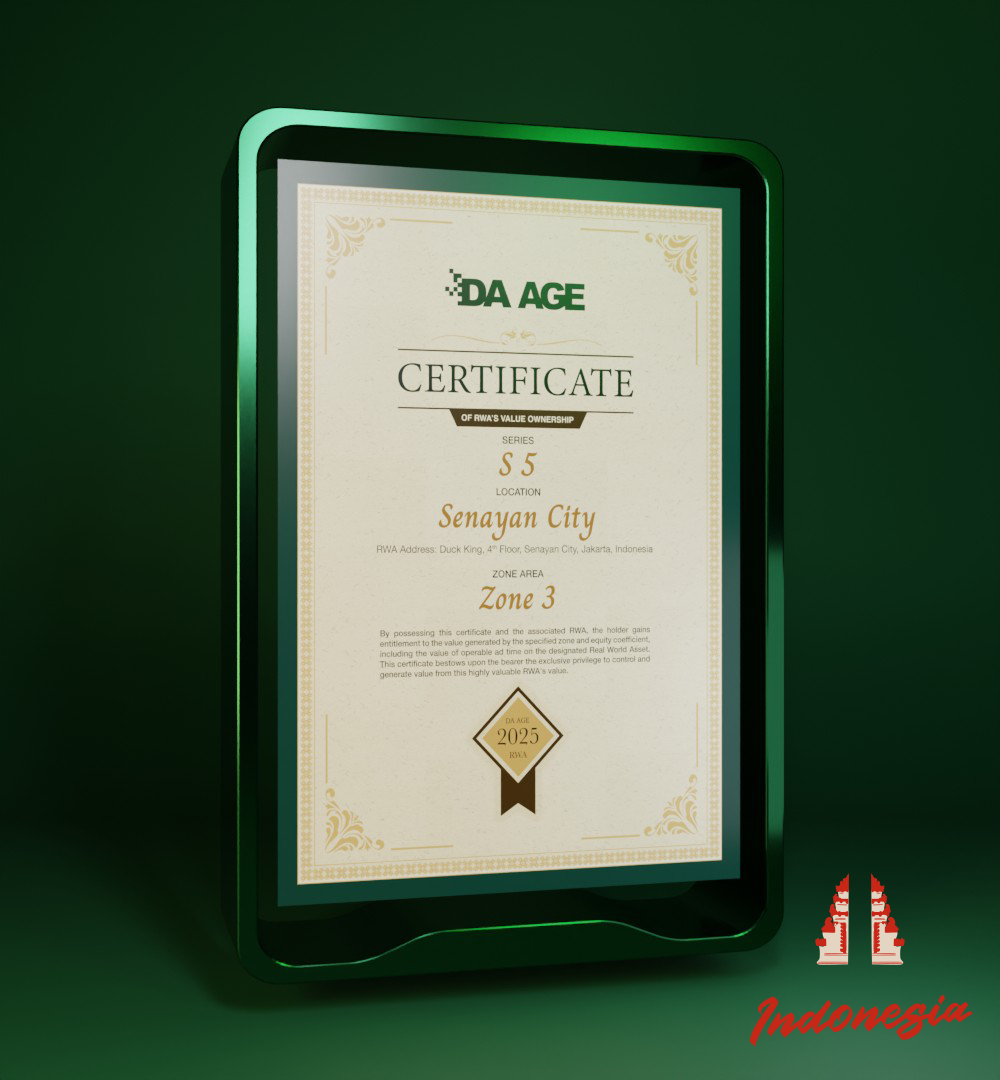 DA AGE
CERTIFICATE
OF RWA'S VALUE OWNERSHIP
SERIES
S 5
LOCATION
Senayan City
RWA Address: Duck King, 4th Floor, Senayan City, Jakarta, Indonesia
ZONE AREA
Zone 3
By possessing this certificate and the associated RWA, the holder gains
entitlement to the value generated by the specified zone and equity coefficient,
including the value of operable ad time on the designated Real World Asset.
This certificate bestows upon the bearer the exclusive privilege to control and
generate value from this highly valuable RWA's value.
DA AGE
2025
RWA
Indonesia